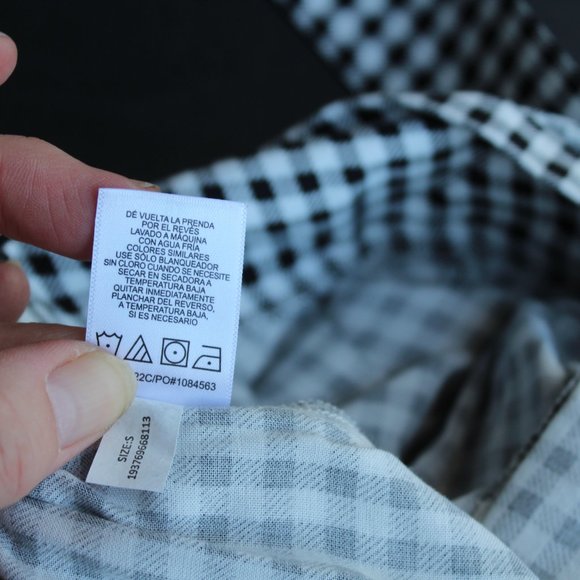 DÉ VUELTA LA PRENDA
POR EL REVÉS
LAVADO A MÁQUINA
CON AGUA FRÍA
COLORES SIMILARES
USE SÓLO BLANQUEADOR
SIN CLORO CUANDO SE NECESITE
SECAR EN SECADORA A
TEMPERATURA BAJA
QUITAR INMEDIATAMENTE
PLANCHAR DEL REVERSO,
A TEMPERATURA BAJA,
SI ES NECESARIO
22C/PO#1084563
SIZE:S
193769668113